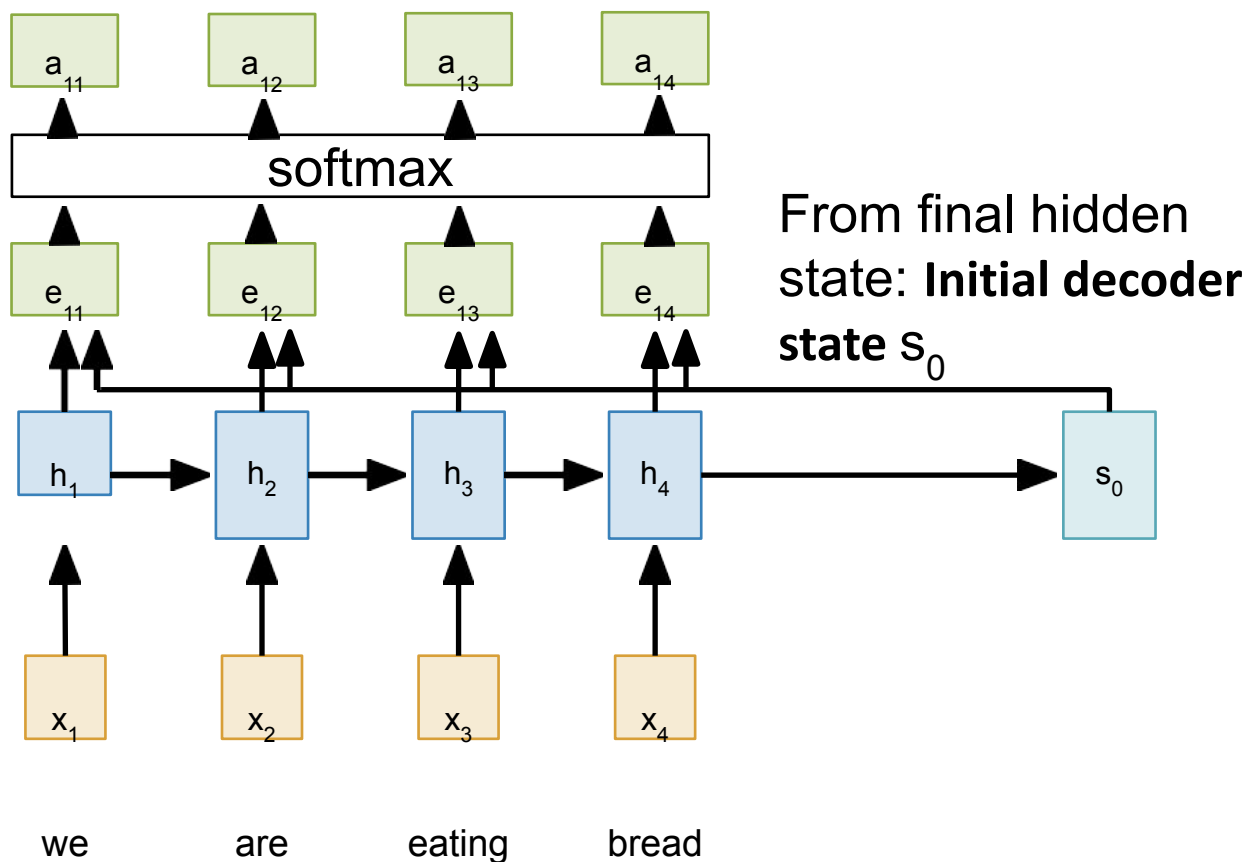 a₁₁ a₁₂ a₁₃ a₁₄
softmax
From final hidden
state: Initial decoder
state s₀
e₁₁ e₁₂ e₁₃ e₁₄
h₁ h₂ h₃ h₄ s₀
x₁ x₂ x₃ x₄
we are eating bread